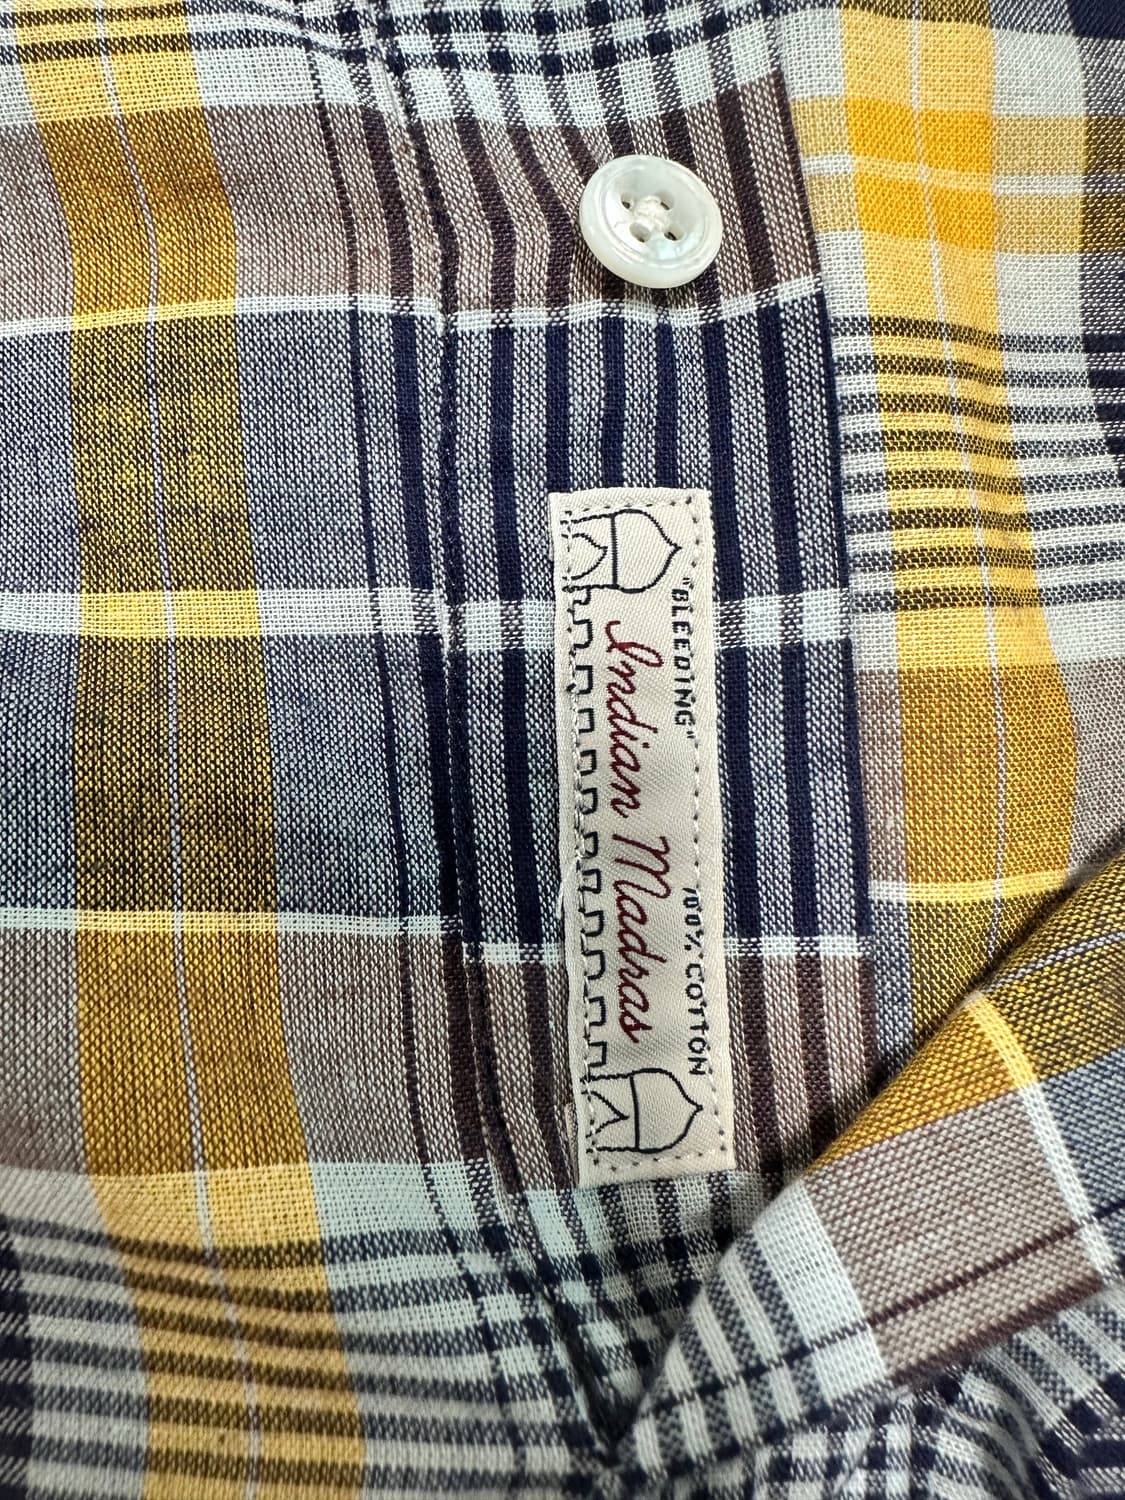 "BLEEDING"
Indian Madras
100% COTTON